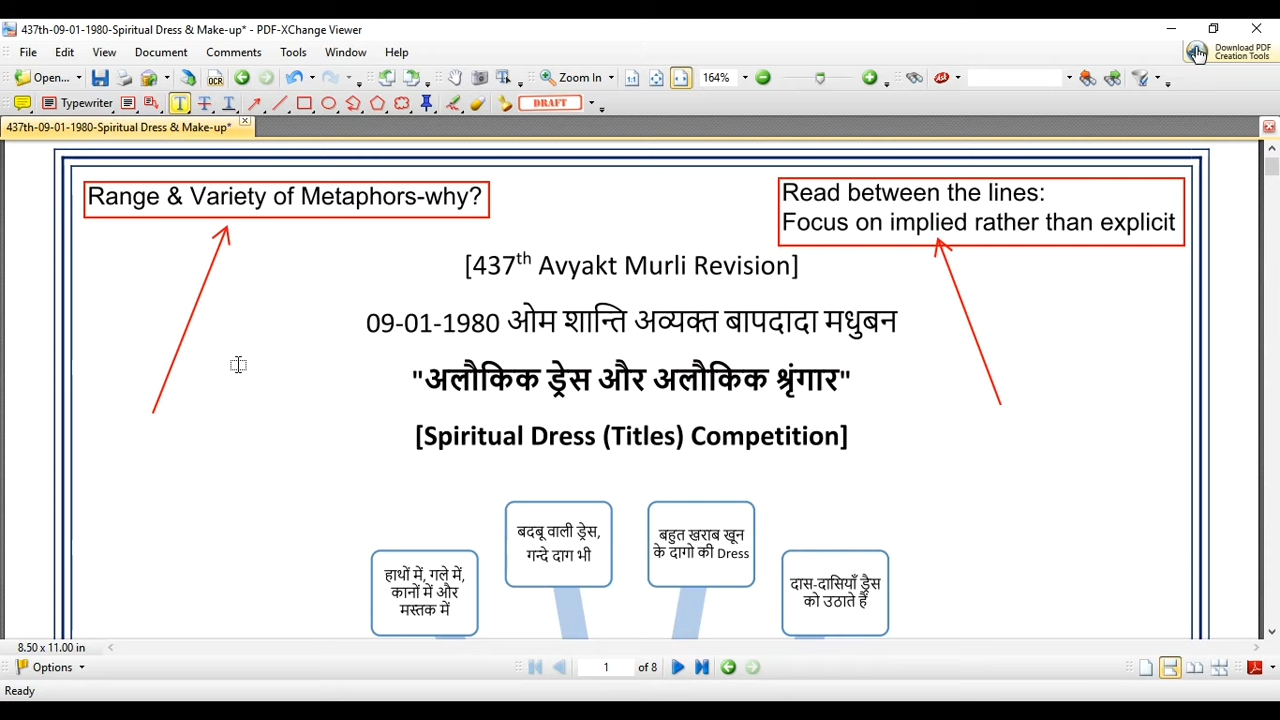 437th-09-01-1980-Spiritual Dress & Make-up* - PDF-XChange Viewer
File Edit View Document Comments Tools Window Help
Download PDF
Creation Tools
Open... OCR Zoom In 164%
Typewriter T T T DRAFT
437th-09-01-1980-Spiritual Dress & Make-up*
Range & Variety of Metaphors-why?
Read between the lines:
Focus on implied rather than explicit
[437th Avyakt Murli Revision]
09-01-1980 ओम शान्ति अव्यक्त बापदादा मधुबन
"अलौकिक ड्रेस और अलौकिक श्रृंगार"
[Spiritual Dress (Titles) Competition]
हाथों में, गले में,
कानों में और
मस्तक में
बदबू वाली ड्रेस,
गन्दे दाग भी
बहुत खराब खून
के दागो की Dress
दास-दासियाँ ड्रैस
को उठाते हैं
8.50 x 11.00 in
Options 1 of 8
Ready